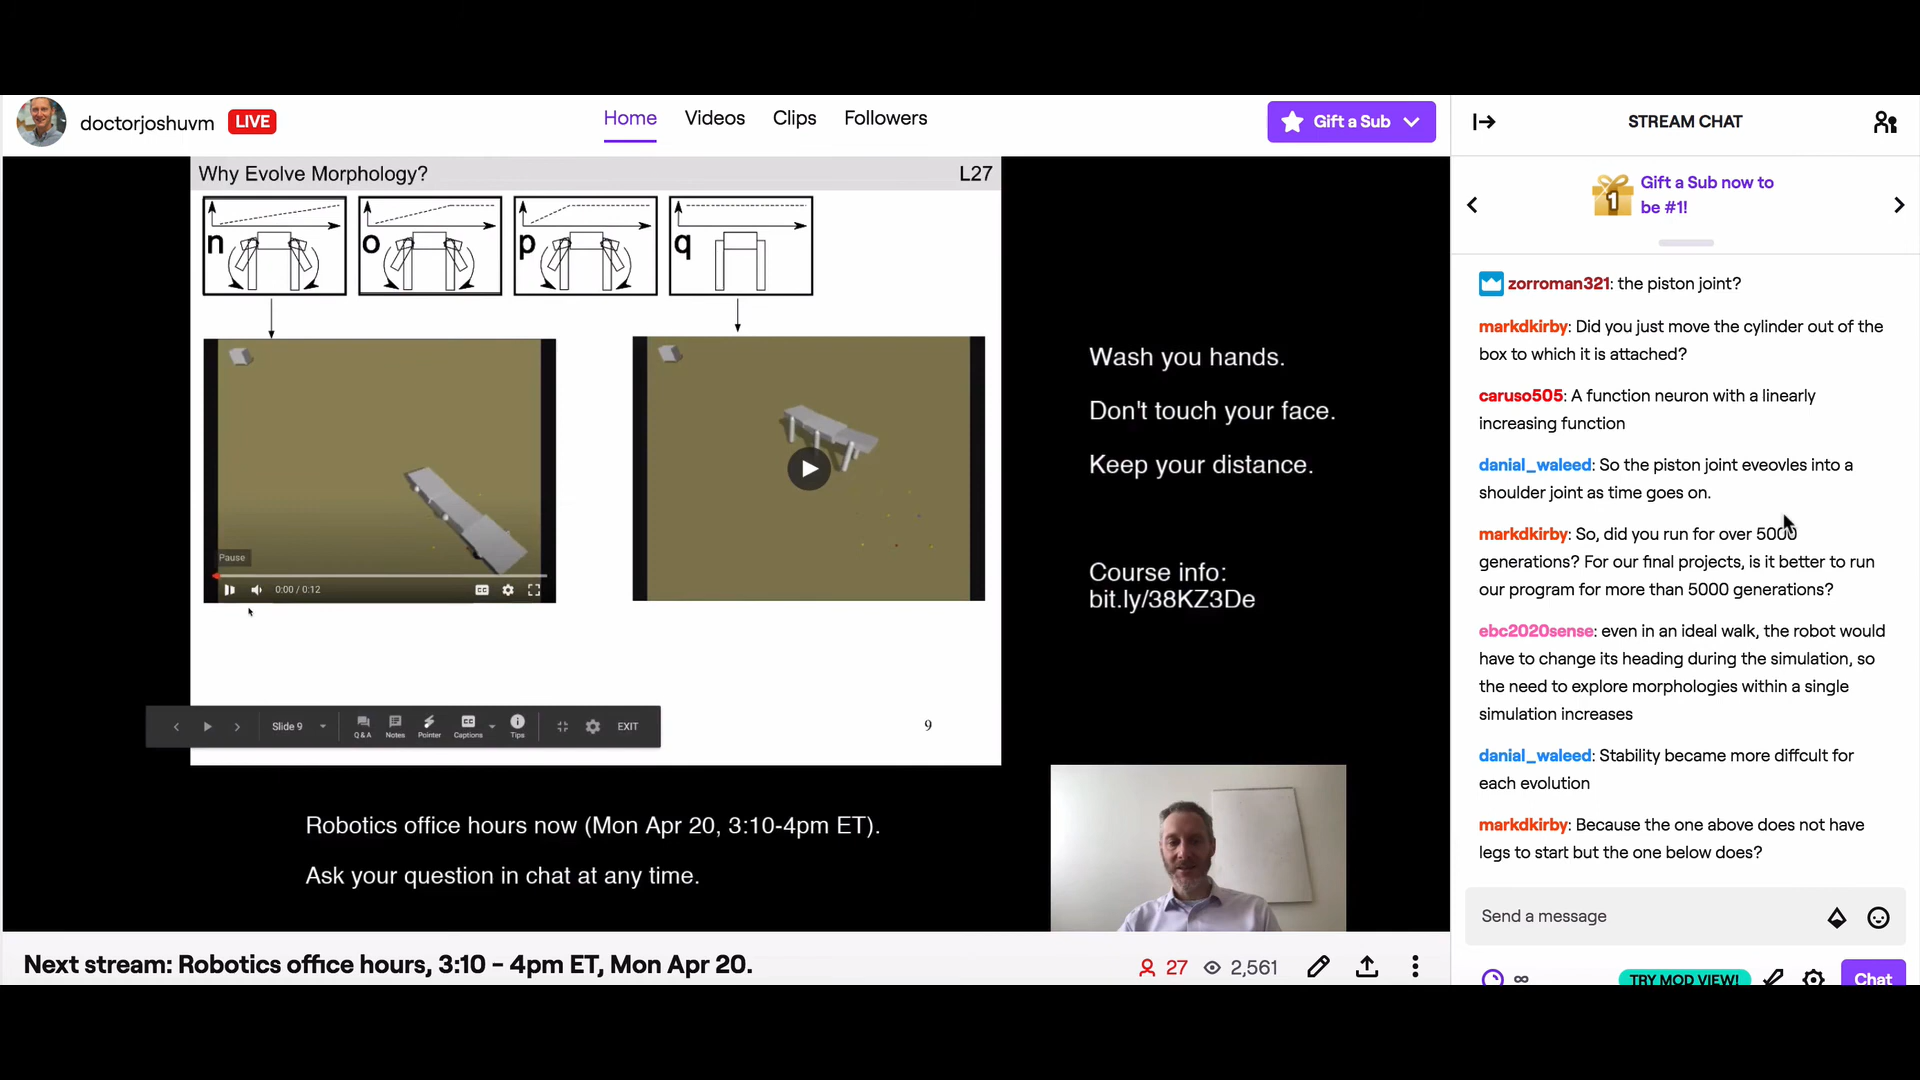 doctorjoshuvm LIVE
Home Videos Clips Followers
Gift a Sub
STREAM CHAT
Why Evolve Morphology? L27
n o p q
Pause
0:00 / 0:12
CC
Slide 9 Q & A Notes Pointer Captions Tips EXIT
9
Wash you hands.
Don't touch your face.
Keep your distance.
Course info:
bit.ly/38KZ3De
Robotics office hours now (Mon Apr 20, 3:10-4pm ET).
Ask your question in chat at any time.
Next stream: Robotics office hours, 3:10 - 4pm ET, Mon Apr 20.
27 2,561
1
Gift a Sub now to
be #1!
zorroman321: the piston joint?
markdkirby: Did you just move the cylinder out of the
box to which it is attached?
caruso505: A function neuron with a linearly
increasing function
danial_waleed: So the piston joint eveovles into a
shoulder joint as time goes on.
markdkirby: So, did you run for over 5000
generations? For our final projects, is it better to run
our program for more than 5000 generations?
ebc2020sense: even in an ideal walk, the robot would
have to change its heading during the simulation, so
the need to explore morphologies within a single
simulation increases
danial_waleed: Stability became more diffcult for
each evolution
markdkirby: Because the one above does not have
legs to start but the one below does?
Send a message
∞
TRY MOD VIEW!
Chat